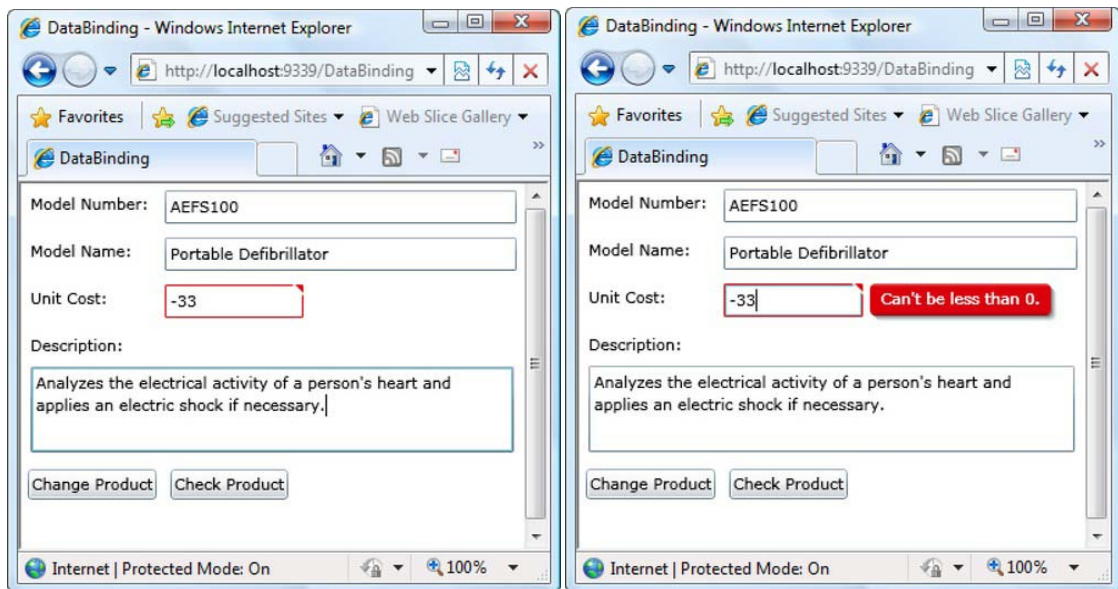 DataBinding - Windows Internet Explorer
http://localhost:9339/DataBinding
Favorites
Suggested Sites
Web Slice Gallery
DataBinding
Model Number:
AEFS100
Model Name:
Portable Defibrillator
Unit Cost:
-33
Description:
Analyzes the electrical activity of a person's heart and
applies an electric shock if necessary.
Change Product
Check Product
Internet | Protected Mode: On
100%
DataBinding - Windows Internet Explorer
http://localhost:9339/DataBinding
Favorites
Suggested Sites
Web Slice Gallery
DataBinding
Model Number:
AEFS100
Model Name:
Portable Defibrillator
Unit Cost:
-33
Can't be less than 0.
Description:
Analyzes the electrical activity of a person's heart and
applies an electric shock if necessary.
Change Product
Check Product
Internet | Protected Mode: On
100%